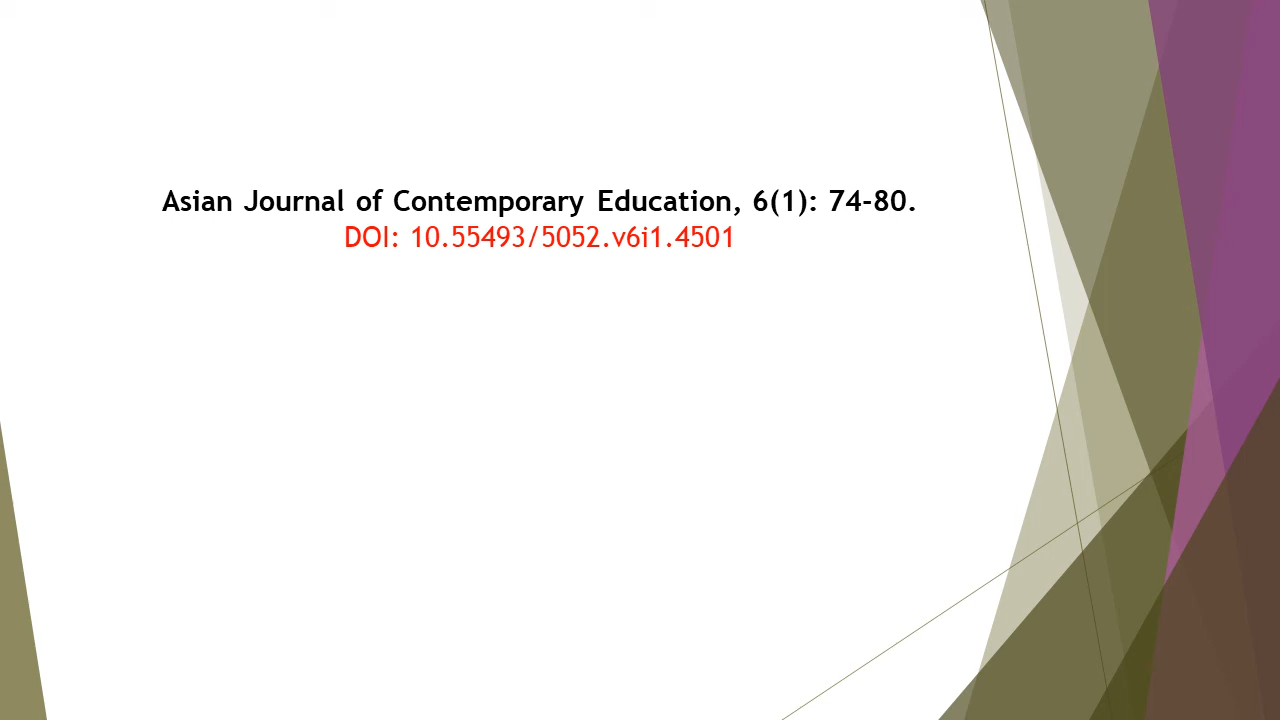 Asian Journal of Contemporary Education, 6(1): 74-80.
DOI: 10.55493/5052.v6i1.4501